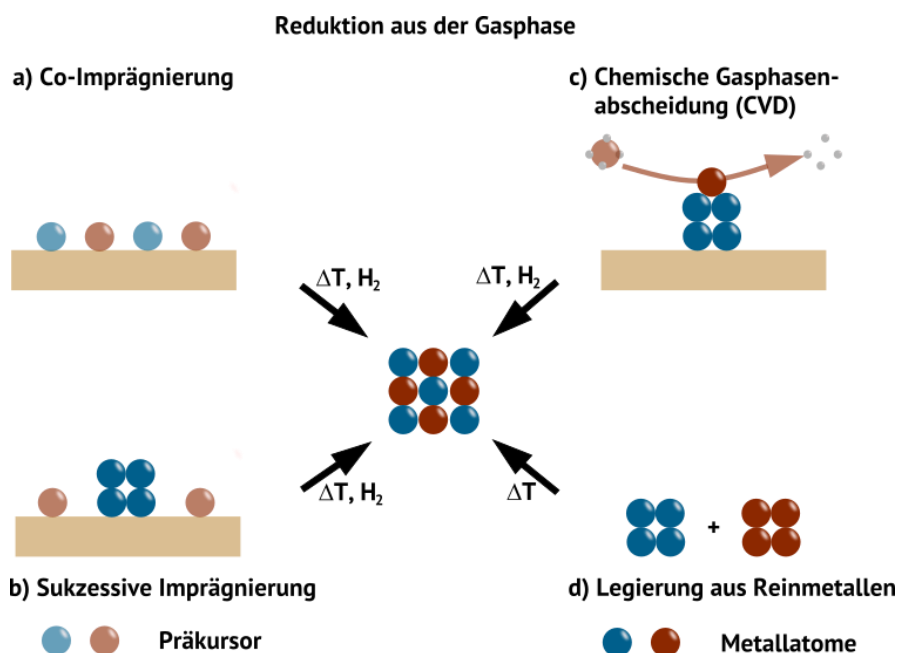 Reduktion aus der Gasphase
a) Co-Imprägnierung
c) Chemische Gasphasen-
abscheidung (CVD)
ΔT, H₂
ΔT, H₂
ΔT, H₂
ΔT
+
b) Sukzessive Imprägnierung
d) Legierung aus Reinmetallen
Präkursor
Metallatome